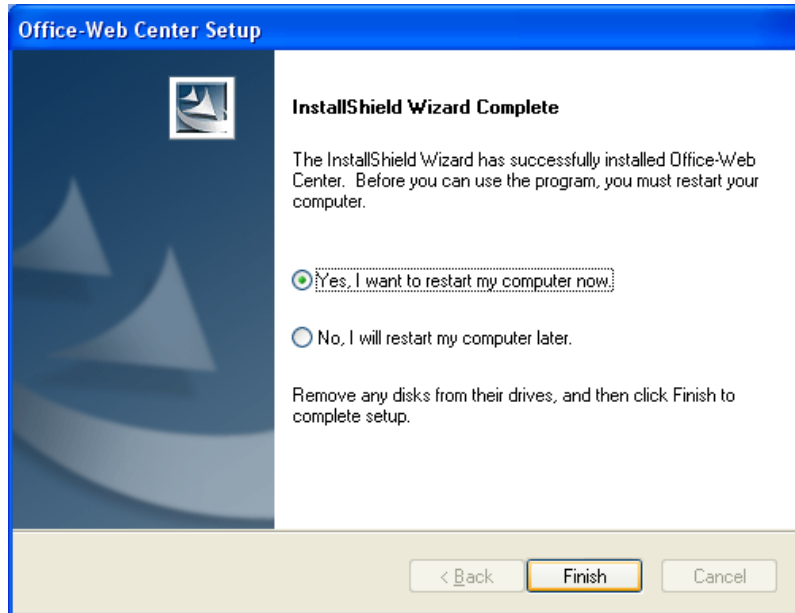 Office-Web Center Setup
InstallShield Wizard Complete
The InstallShield Wizard has successfully installed Office-Web
Center.  Before you can use the program, you must restart your
computer.
Yes, I want to restart my computer now.
No, I will restart my computer later.
Remove any disks from their drives, and then click Finish to
complete setup.
< Back Finish Cancel